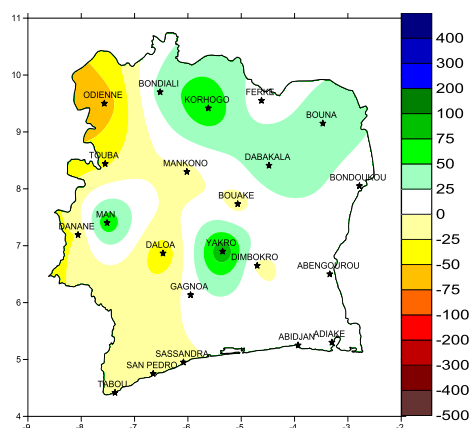 11
10
9
8
7
6
5
4
-9
-8
-7
-6
-5
-4
-3
-2
BONDIALI
FERKE
ODIENNE
KORHOGO
BOUNA
TOUBA
MANKONO
DABAKALA
BONDOUKOU
BOUAKE
MAN
DANANE
DALOA
YAKRO
DIMBOKRO
ABENGOUROU
GAGNOA
ABIDJAN
ADIAKE
SASSANDRA
SAN PEDRO
TABOU
400
300
200
100
75
50
25
0
-25
-50
-75
-100
-200
-300
-400
-500